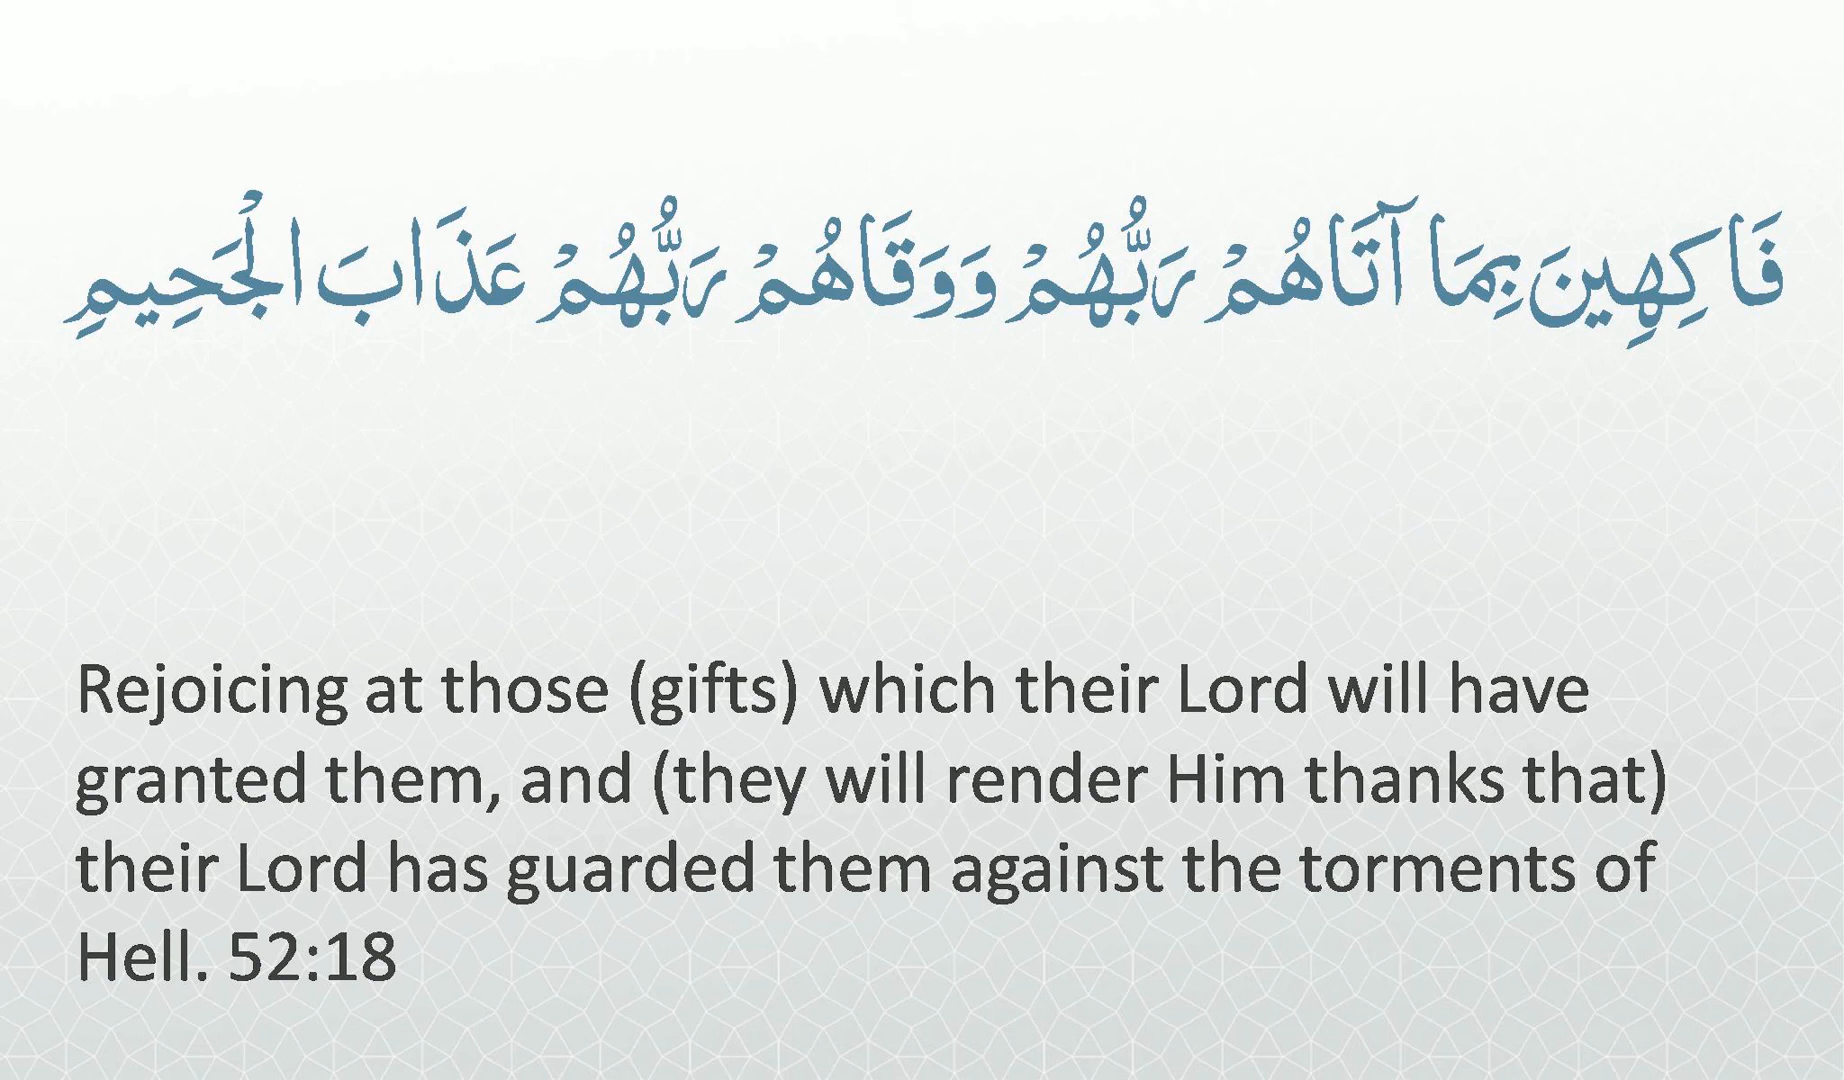 فَاكِهِينَ بِمَا آتَاهُمْ رَبُّهُمْ وَوَقَاهُمْ رَبُّهُمْ عَذَابَ الْجَحِيمِ
Rejoicing at those (gifts) which their Lord will have
granted them, and (they will render Him thanks that)
their Lord has guarded them against the torments of
Hell. 52:18